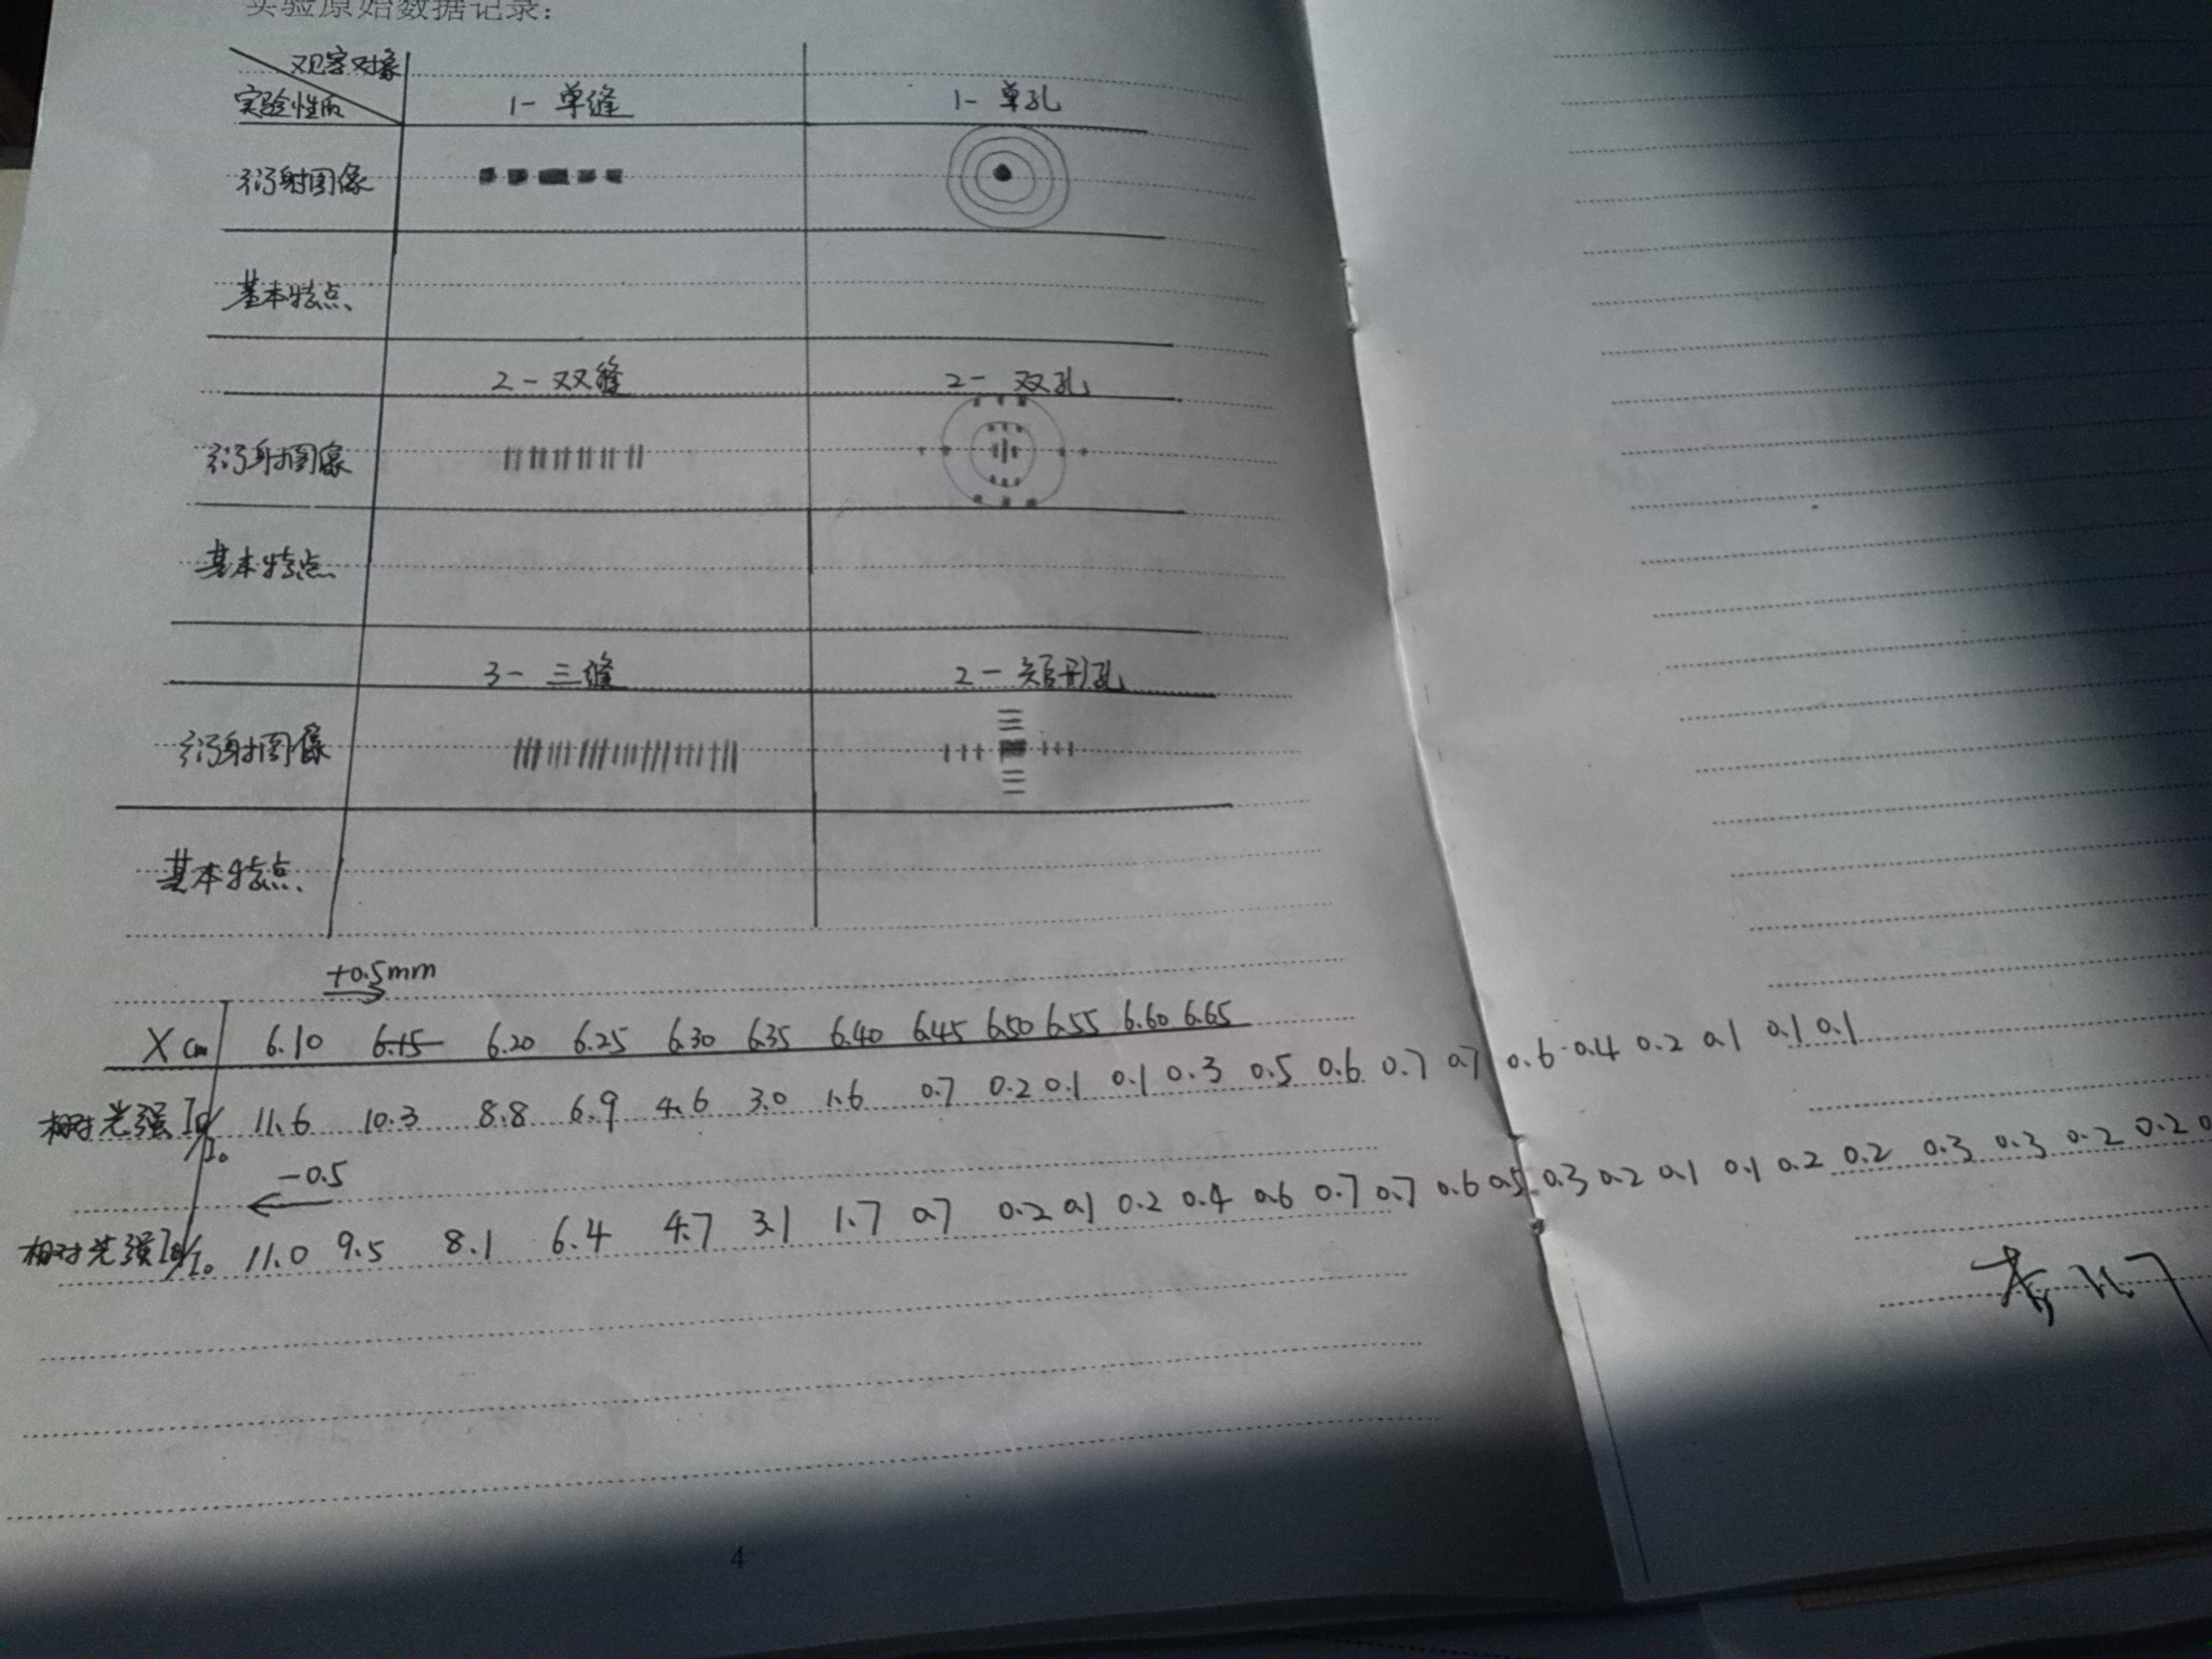 实验原始数据记录:
观察对象
实验性质 1-单缝 1-单孔
衍射图像
基本特点
2-双缝 2-双孔
衍射图像
基本特点
3-三缝 2-矩形孔
衍射图像
基本特点
+0.5mm
X cm 6.10 6.15 6.20 6.25 6.30 6.35 6.40 6.45 6.50 6.55 6.60 6.65
相对光强 Iθ/I₀ 11.6 10.3 8.8 6.9 4.6 3.0 1.6 0.7 0.2 0.1 0.1 0.3 0.5 0.6 0.7 0.7 0.6 0.4 0.2 0.1 0.1 0.1
-0.5
相对光强 Iθ/I₀ 11.0 9.5 8.1 6.4 4.7 3.1 1.7 0.7 0.2 0.1 0.2 0.4 0.6 0.7 0.7 0.6 0.5 0.3 0.2 0.1 0.1 0.2 0.2 0.3 0.3 0.2 0.2
4